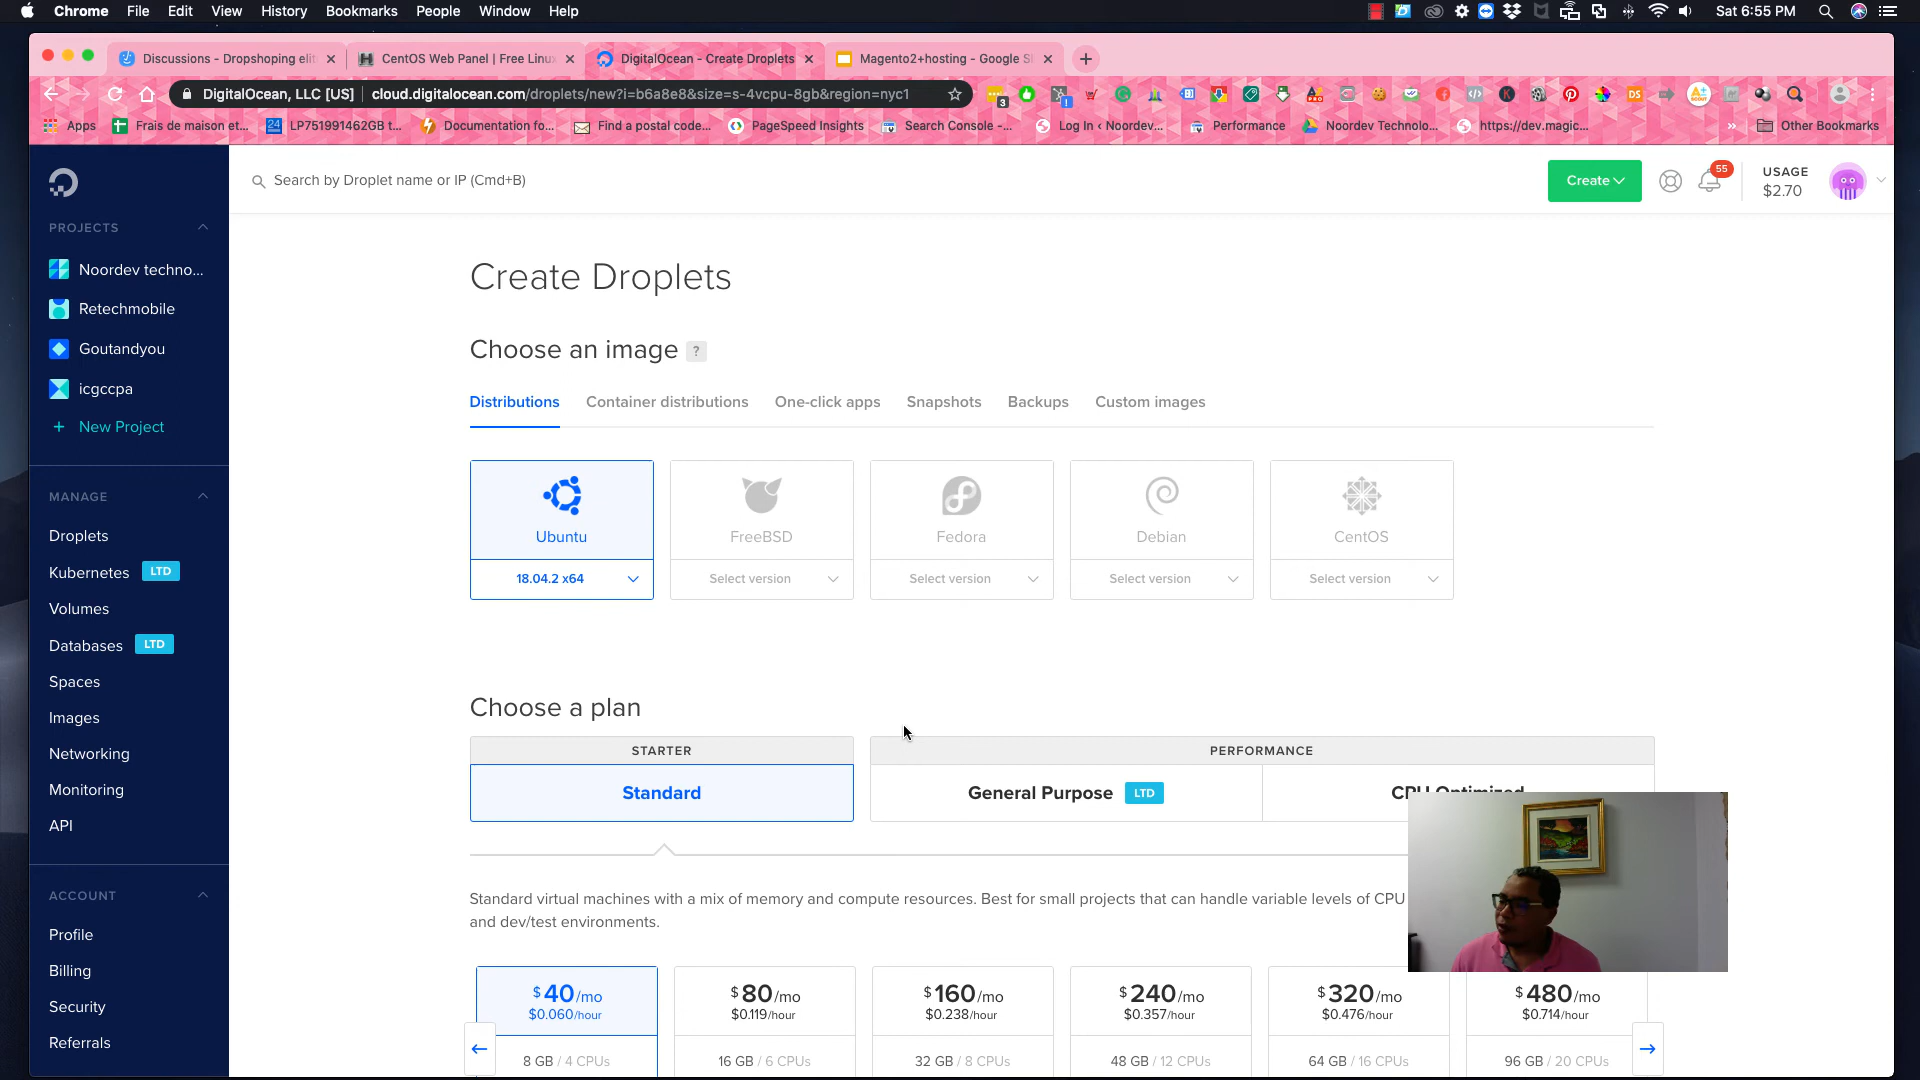 Chrome File Edit View History Bookmarks People Window Help
Sat 6:55 PM
Discussions - Dropshoping eli
CentOS Web Panel | Free Linu
DigitalOcean - Create Droplets
Magento2+hosting - Google S
DigitalOcean, LLC [US] cloud.digitalocean.com/droplets/new?i=b6a8e8&size=s-4vcpu-8gb&region=nyc1
Apps
Frais de maison et...
LP751991462GB t...
Documentation fo...
Find a postal code...
PageSpeed Insights
Search Console -...
Log In ‹ Noordev...
Performance
Noordev Technolo...
https://dev.magic...
»
Other Bookmarks
Search by Droplet name or IP (Cmd+B)
Create
55
USAGE
$2.70
PROJECTS
Noordev techno...
Retechmobile
Goutandyou
icgccpa
+ New Project
MANAGE
Droplets
Kubernetes LTD
Volumes
Databases LTD
Spaces
Images
Networking
Monitoring
API
ACCOUNT
Profile
Billing
Security
Referrals
Create Droplets
Choose an image ?
Distributions Container distributions One-click apps Snapshots Backups Custom images
Ubuntu FreeBSD Fedora Debian CentOS
18.04.2 x64 Select version Select version Select version Select version
Choose a plan
STARTER PERFORMANCE
Standard General Purpose LTD CPU Optimized
Standard virtual machines with a mix of memory and compute resources. Best for small projects that can handle variable levels of CPU
and dev/test environments.
$40/mo $80/mo $160/mo $240/mo $320/mo $480/mo
$0.060/hour $0.119/hour $0.238/hour $0.357/hour $0.476/hour $0.714/hour
8 GB / 4 CPUs 16 GB / 6 CPUs 32 GB / 8 CPUs 48 GB / 12 CPUs 64 GB / 16 CPUs 96 GB / 20 CPUs